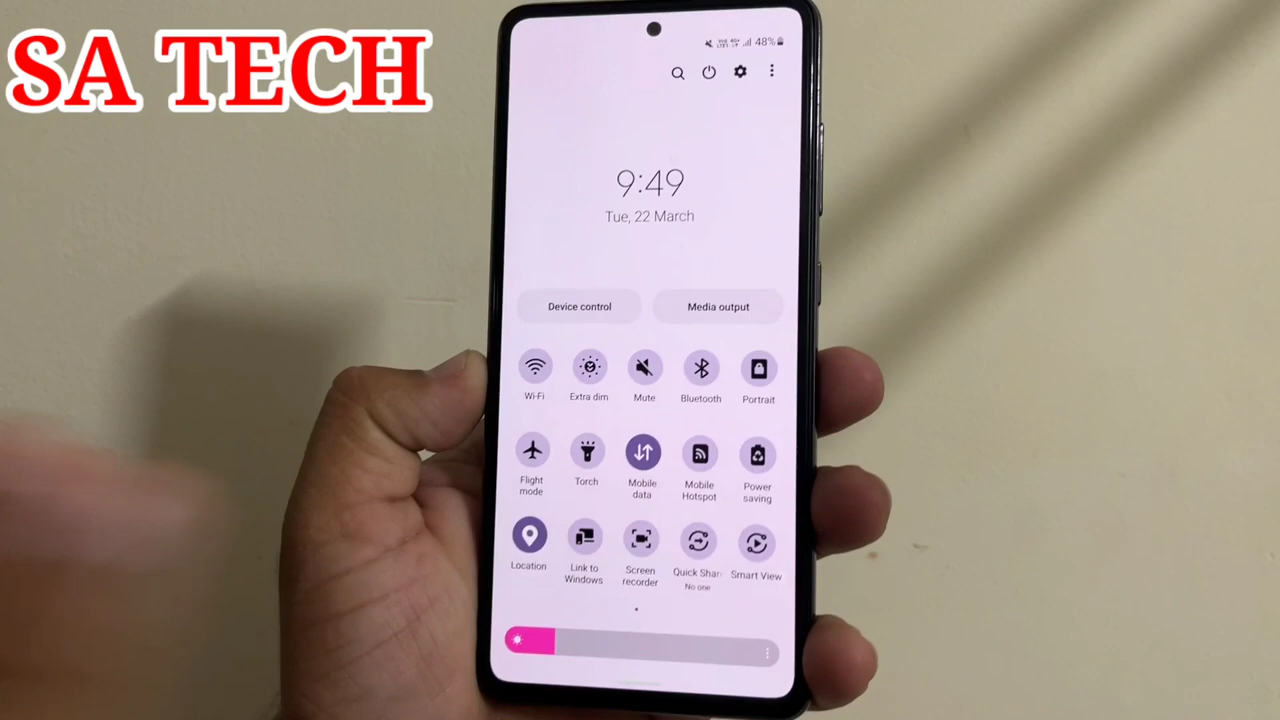 SA TECH
48%
9:49
Tue, 22 March
Device control
Media output
Wi-Fi
Extra dim
Mute
Bluetooth
Portrait
Flight
mode
Torch
Mobile
data
Mobile
Hotspot
Power
saving
Location
Link to
Windows
Screen
recorder
Quick Shar
No one
Smart View